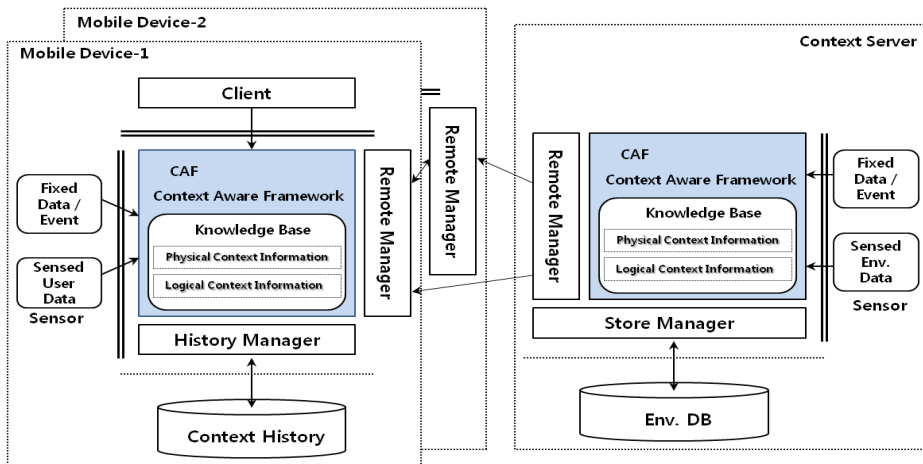 Mobile Device-2
Mobile Device-1
Context Server
Client
CAF
Context Aware Framework
Knowledge Base
Physical Context Information
Logical Context Information
Fixed
Data /
Event
Sensed
User
Data
Sensor
Remote Manager
Remote Manager
History Manager
Context History
Remote Manager
CAF
Context Aware Framework
Knowledge Base
Physical Context Information
Logical Context Information
Fixed
Data /
Event
Sensed
Env.
Data
Sensor
Store Manager
Env. DB